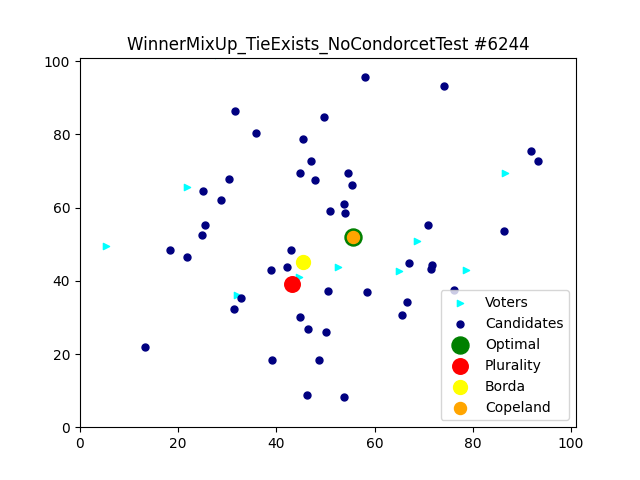 WinnerMixUp_TieExists_NoCondorcetTest #6244
100
80
60
40
20
0
0 20 40 60 80 100
Voters
Candidates
Optimal
Plurality
Borda
Copeland